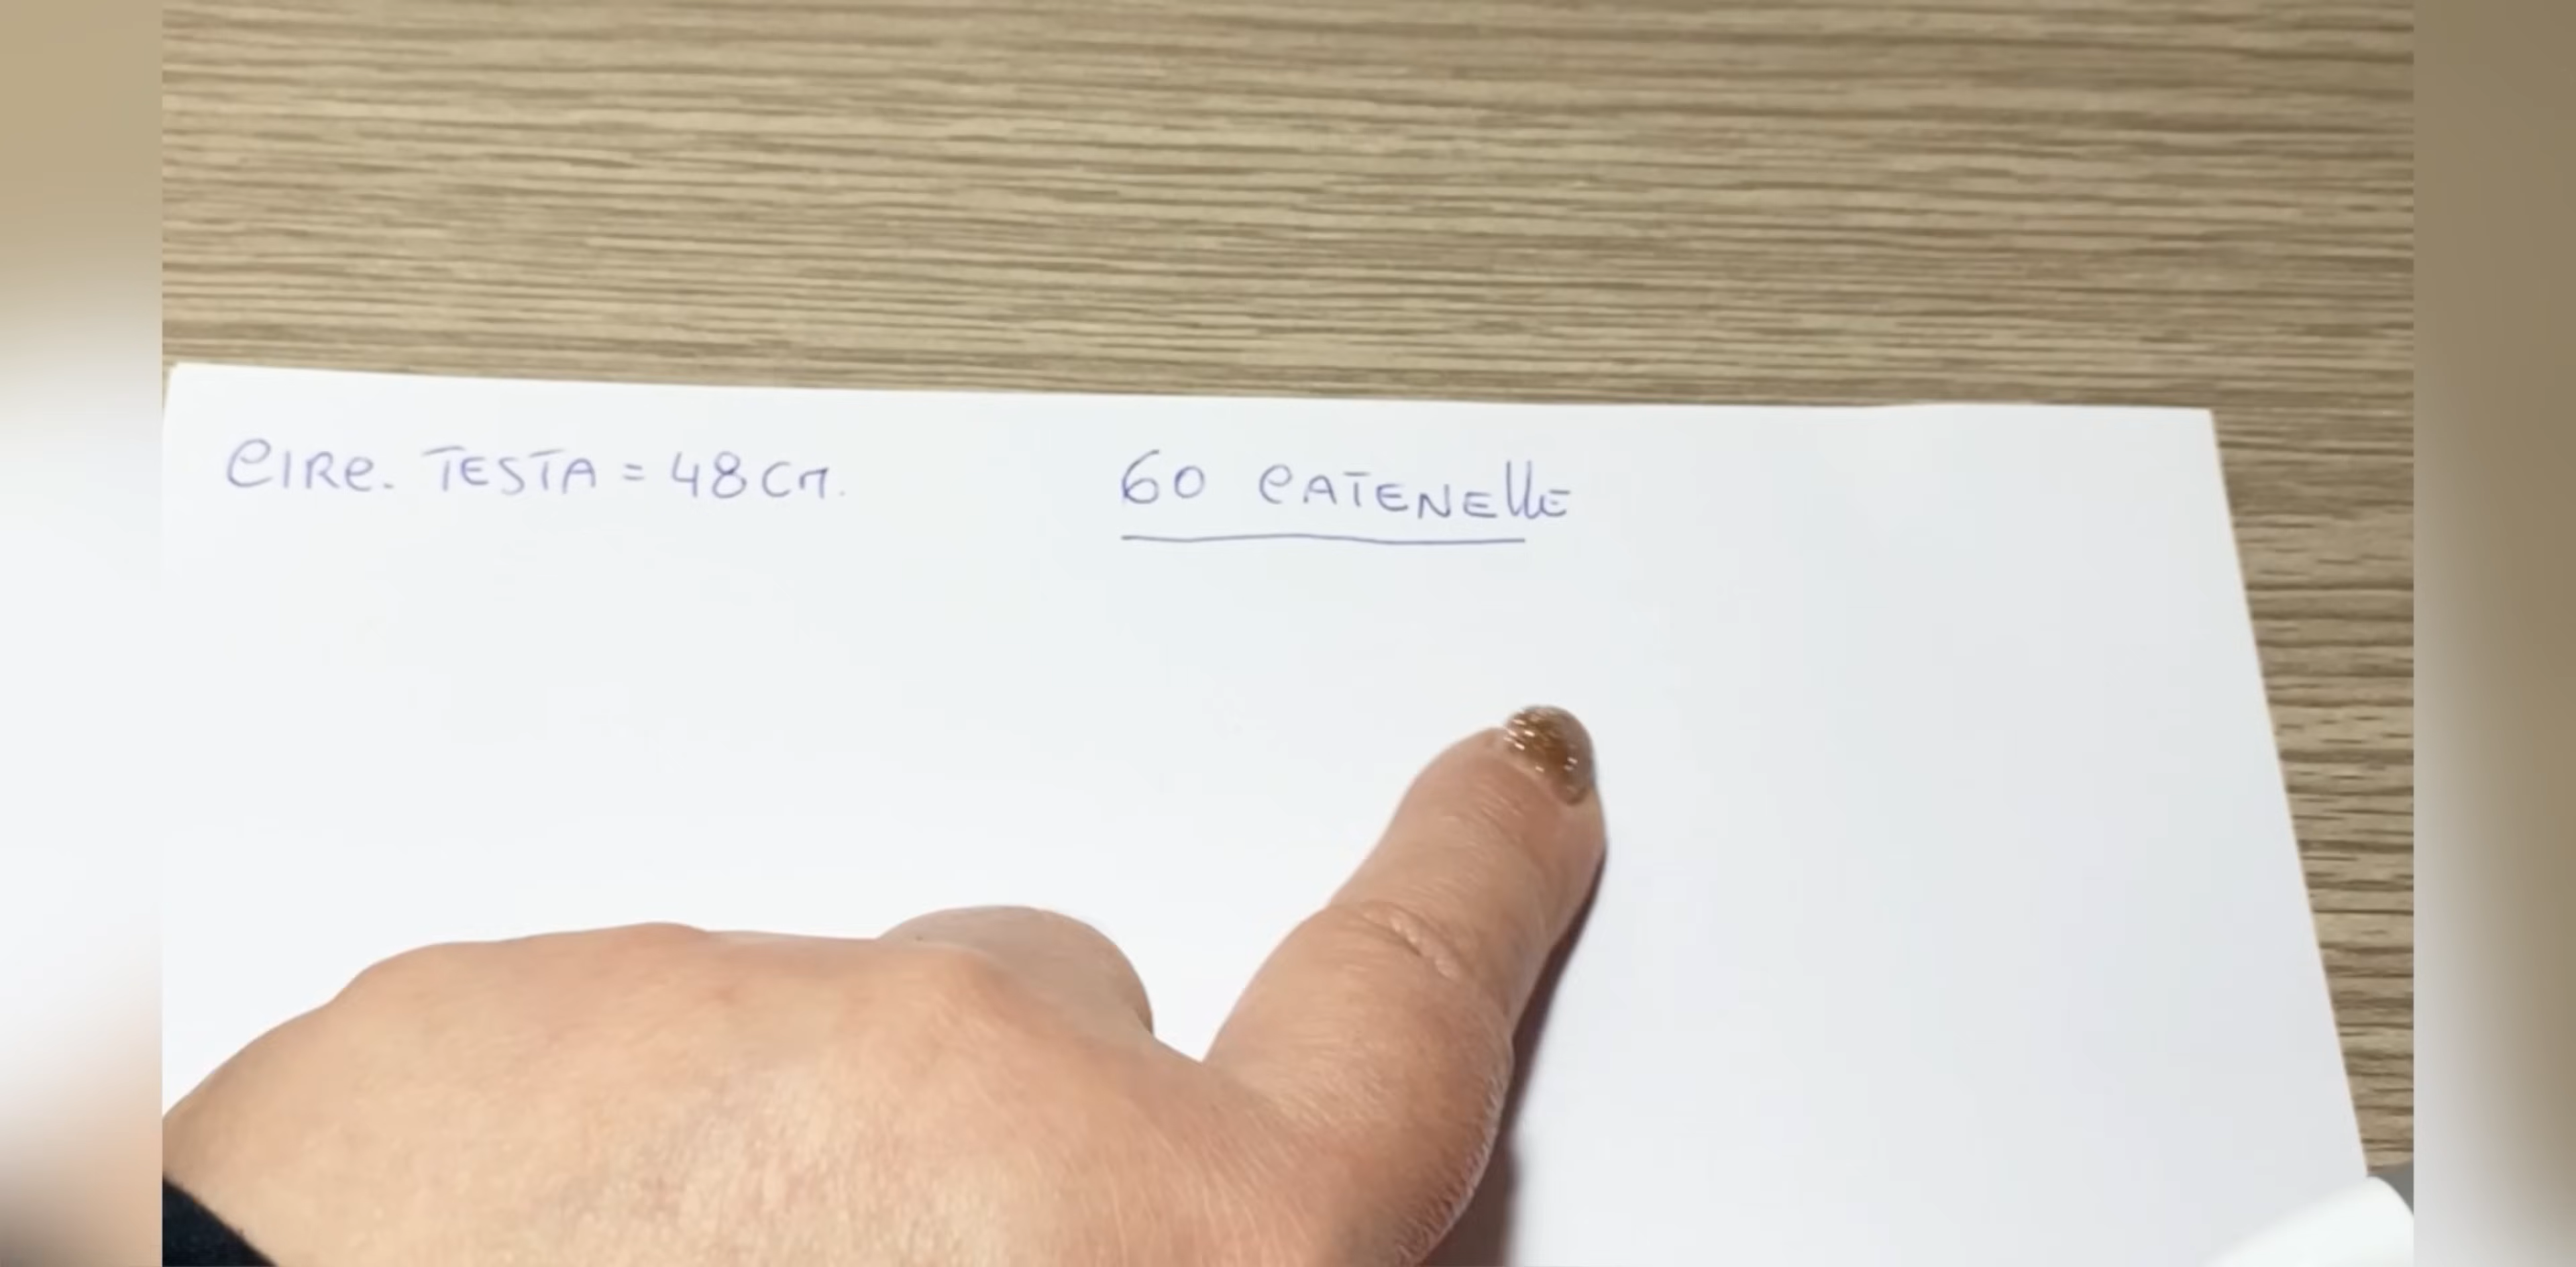 CIRC. TESTA = 48 CM.
60 CATENELLE